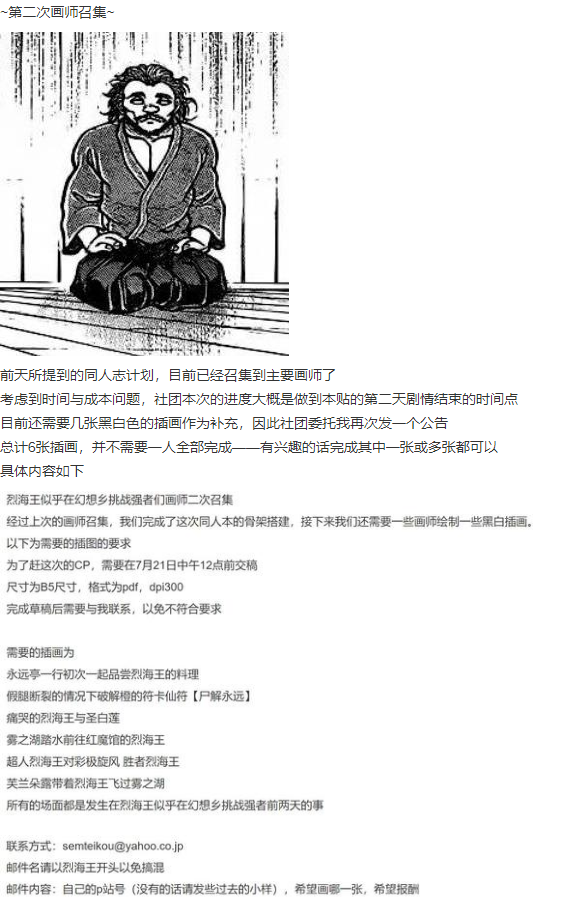 ~第二次画师召集~
前天所提到的同人志计划，目前已经召集到主要画师了
考虑到时间与成本问题，社团本次的进度大概是做到本贴的第二天剧情结束的时间点
目前还需要几张黑白色的插画作为补充，因此社团委托我再次发一个公告
总计6张插画，并不需要一人全部完成——有兴趣的话完成其中一张或多张都可以
具体内容如下
烈海王似乎在幻想乡挑战强者们画师二次召集
经过上次的画师召集，我们完成了这次同人本的骨架搭建，接下来我们还需要一些画师绘制一些黑白插画。
以下为需要的插图的要求
为了赶这次的CP，需要在7月21日中午12点前交稿
尺寸为B5尺寸，格式为pdf，dpi300
完成草稿后需要与我联系，以免不符合要求
需要的插画为
永远亭一行初次一起品尝烈海王的料理
假腿断裂的情况下破解橙的符卡仙符【尸解永远】
痛哭的烈海王与圣白莲
雾之湖踏水前往红魔馆的烈海王
超人烈海王对彩极旋风 胜者烈海王
芙兰朵露带着烈海王飞过雾之湖
所有的场面都是发生在烈海王似乎在幻想乡挑战强者前两天的事
联系方式：semteikou@yahoo.co.jp
邮件名请以烈海王开头以免搞混
邮件内容：自己的p站号（没有的话请发些过去的小样），希望画哪一张，希望报酬